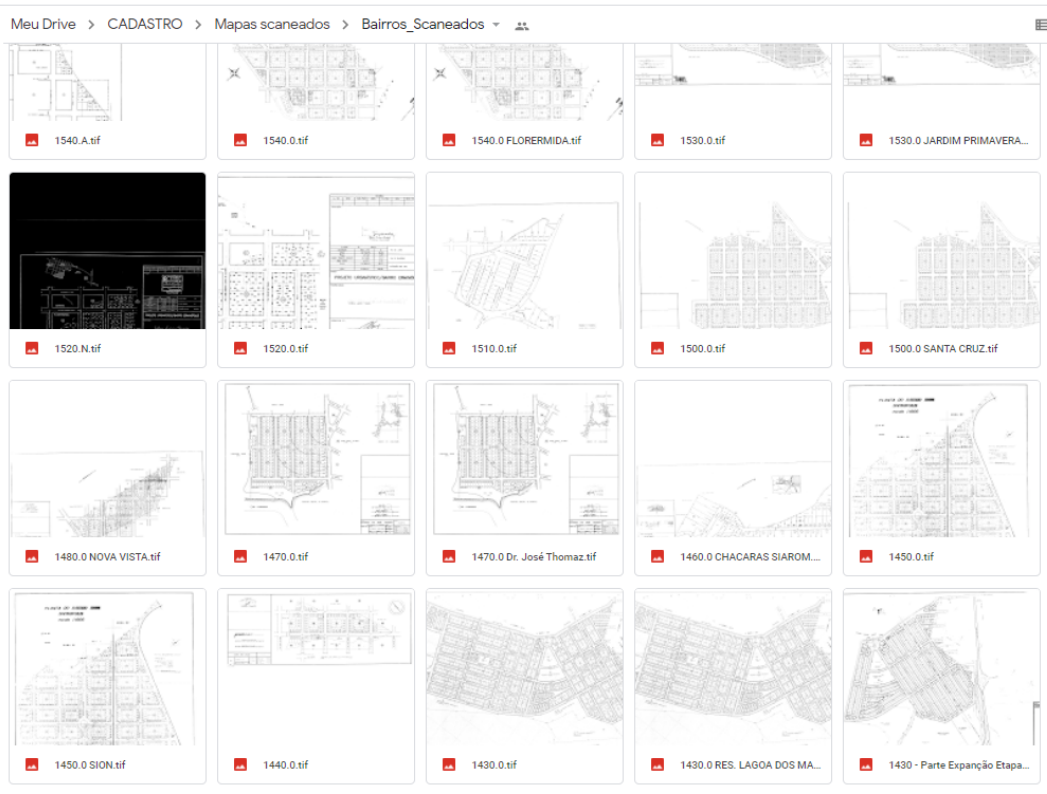 Meu Drive > CADASTRO > Mapas scaneados > Bairros_Scaneados
1540.A.tif
1540.0.tif
1540.0 FLORERMIDA.tif
1530.0.tif
1530.0 JARDIM PRIMAVERA...
1520.N.tif
1520.0.tif
1510.0.tif
1500.0.tif
1500.0 SANTA CRUZ.tif
1480.0 NOVA VISTA.tif
1470.0.tif
1470.0 Dr. José Thomaz.tif
1460.0 CHACARAS SIAROM....
1450.0.tif
1450.0 SION.tif
1440.0.tif
1430.0.tif
1430.0 RES. LAGOA DOS MA...
1430 - Parte Expanção Etapa...